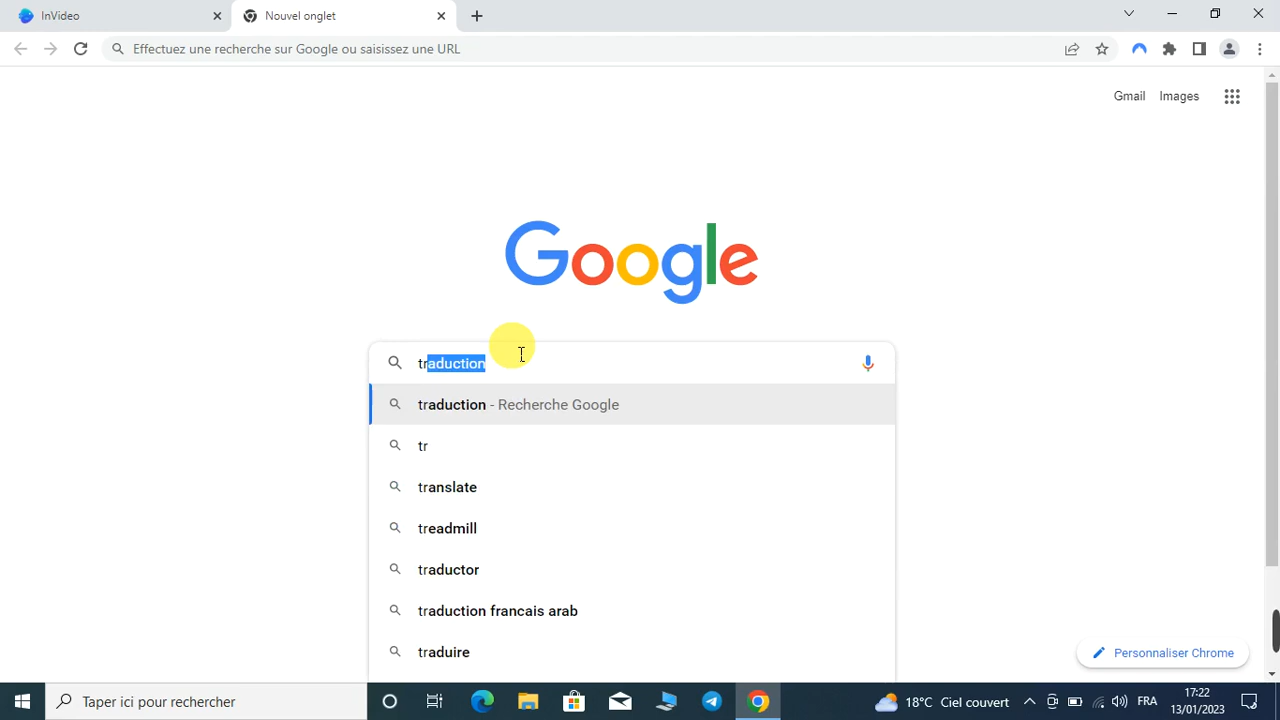 InVideo
Nouvel onglet
Effectuez une recherche sur Google ou saisissez une URL
Gmail Images
Google
traduction
traduction - Recherche Google
tr
translate
treadmill
traductor
traduction francais arab
traduire
Personnaliser Chrome
Taper ici pour rechercher
18°C Ciel couvert
FRA
17:22
13/01/2023